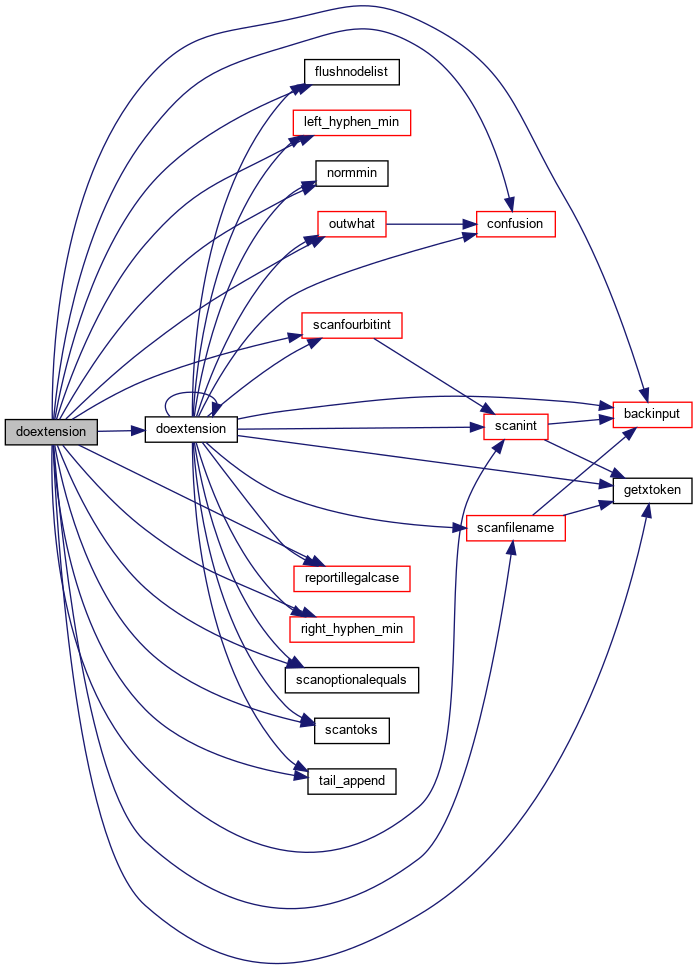 flushnodelist
left_hyphen_min
normmin
outwhat
confusion
scanfourbitint
backinput
scanint
doextension
doextension
getxtoken
scanfilename
reportillegalcase
right_hyphen_min
scanoptionalequals
scantoks
tail_append